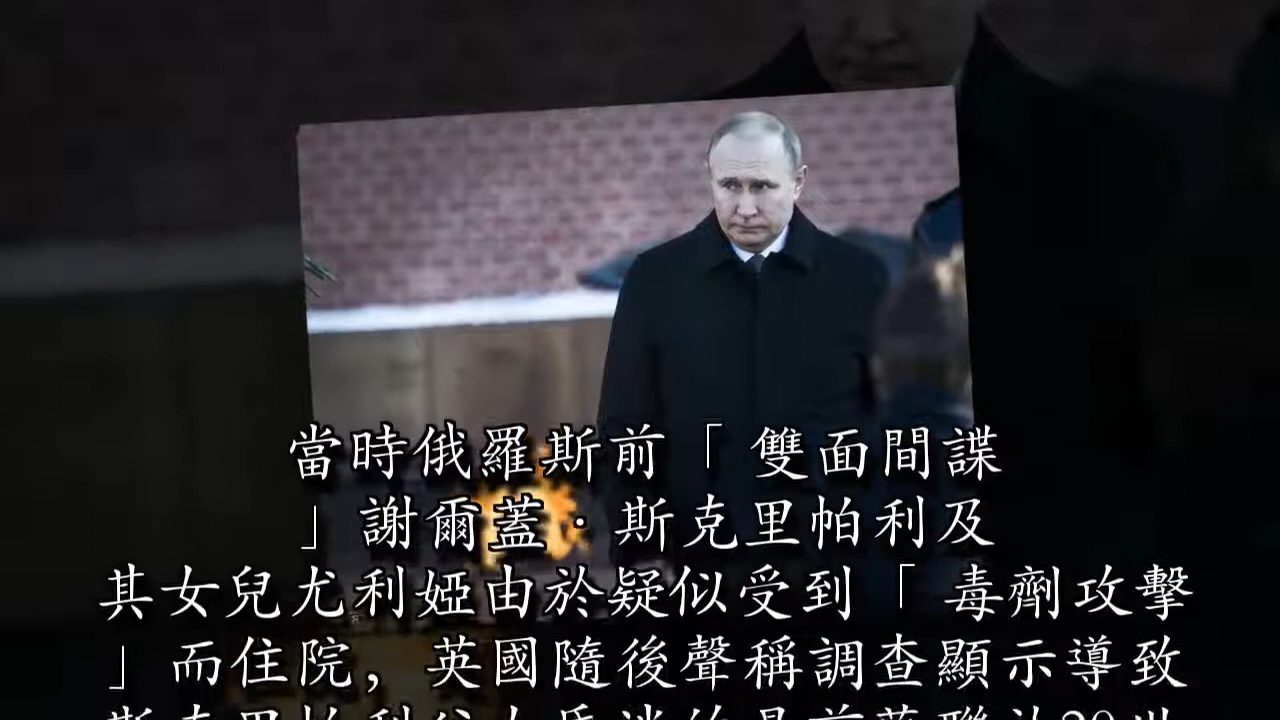 當時俄羅斯前「 雙面間諜
」謝爾蓋·斯克里帕利及
其女兒尤利婭由於疑似受到「 毒劑攻擊
」而住院，英國隨後聲稱調查顯示導致